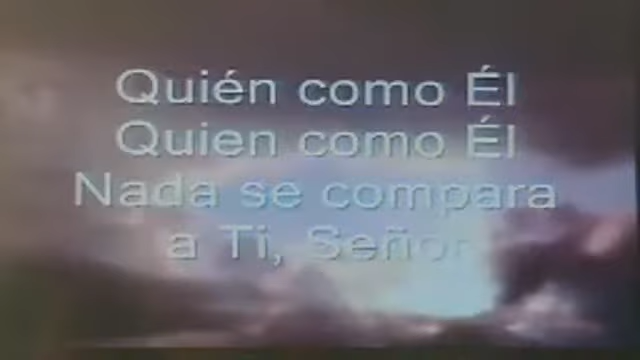 Quién como Él
Quien como Él
Nada se compara
a Ti, Señor